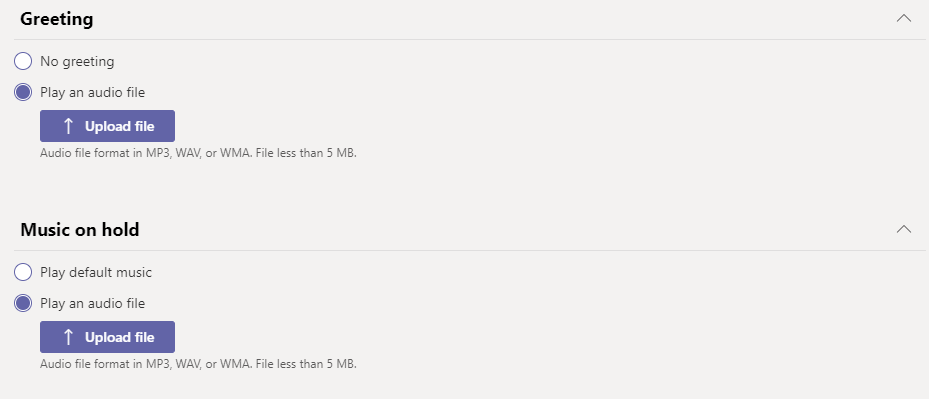 Greeting
No greeting
Play an audio file
Upload file
Audio file format in MP3, WAV, or WMA. File less than 5 MB.
Music on hold
Play default music
Play an audio file
Upload file
Audio file format in MP3, WAV, or WMA. File less than 5 MB.